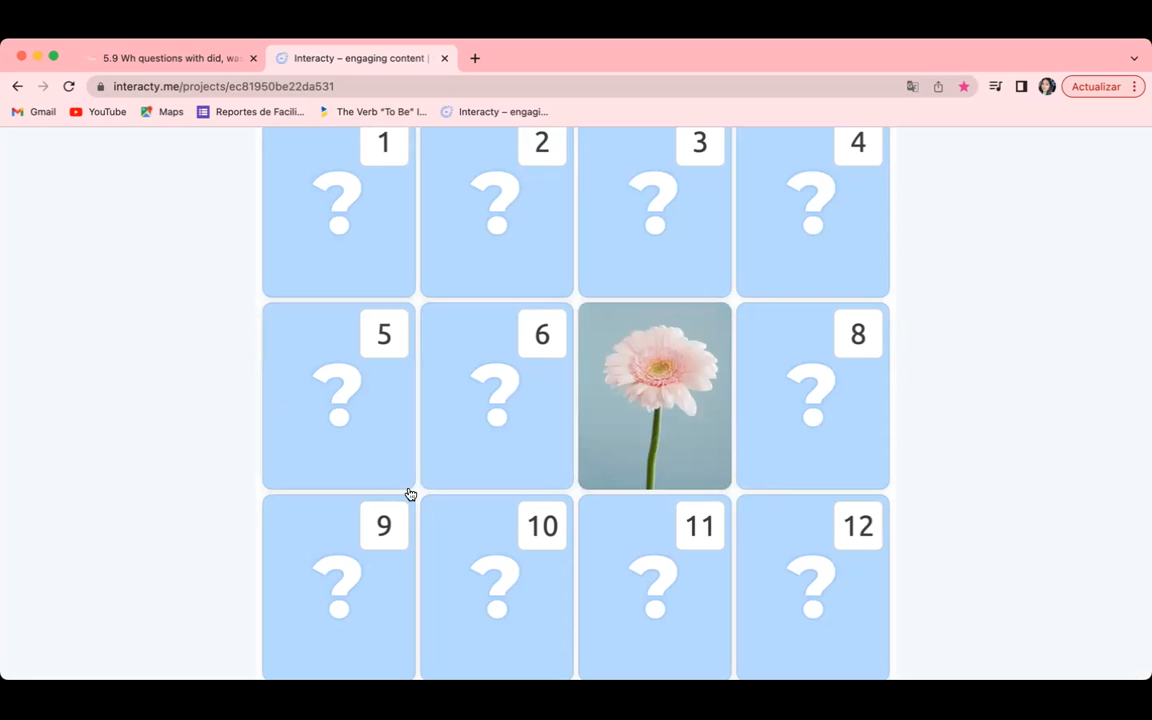 5.9 Wh questions with did, wa
Interacty – engaging content |
interacty.me/projects/ec81950be22da531
Actualizar
Gmail
YouTube
Maps
Reportes de Facili...
The Verb "To Be" I...
Interacty – engagi...
1 2 3 4
? ? ? ?
5 6 8
? ? ?
9 10 11 12
? ? ? ?